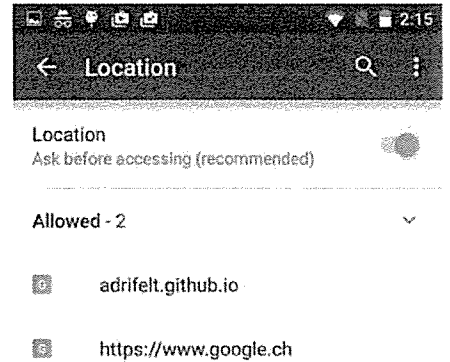 2:15
Location
Location
Ask before accessing (recommended)
Allowed - 2
adrifelt.github.io
https://www.google.ch